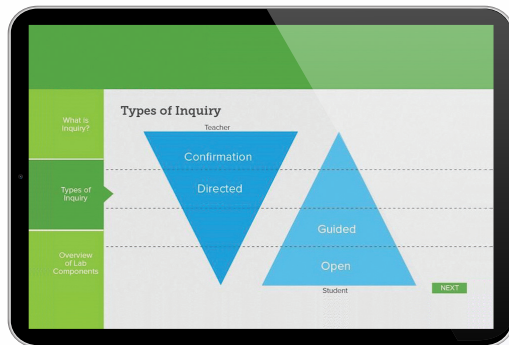 What is
Inquiry?
Types of
Inquiry
Overview
of Lab
Components
Types of Inquiry
Teacher
Confirmation
Directed
Guided
Open
Student
NEXT